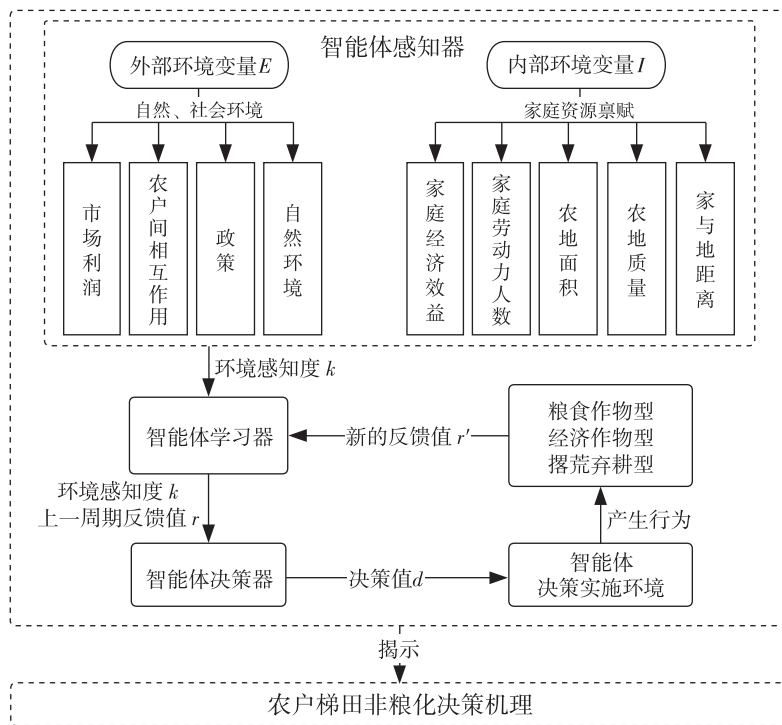 智能体感知器
外部环境变量E
内部环境变量I
自然、社会环境
家庭资源禀赋
市场利润
农户间相互作用
政策
自然环境
家庭经济效益
家庭劳动力人数
农地面积
农地质量
家与地距离
环境感知度 k
智能体学习器
新的反馈值 r′
粮食作物型
经济作物型
撂荒弃耕型
环境感知度 k
上一周期反馈值 r
产生行为
智能体决策器
决策值d
智能体
决策实施环境
揭示
农户梯田非粮化决策机理